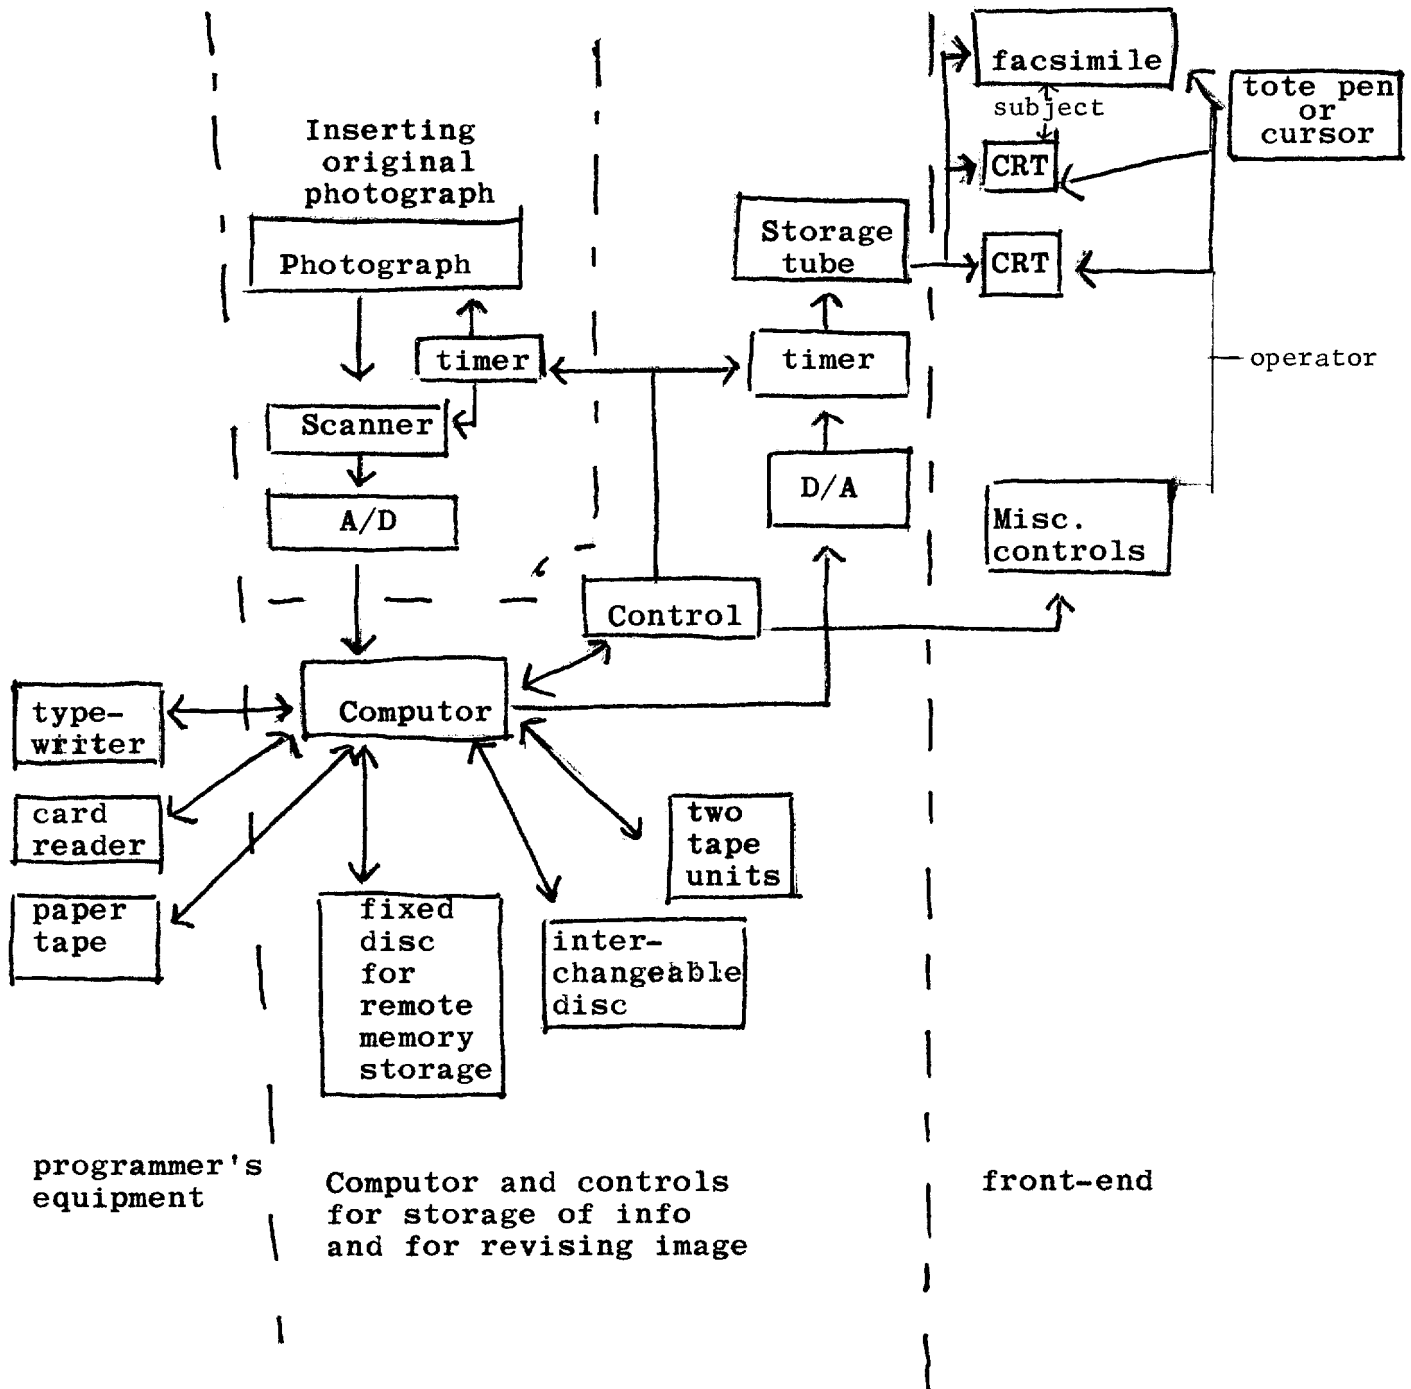 facsimile
tote pen
or
cursor
subject
CRT
Inserting
original
photograph
Photograph
Storage
tube
CRT
timer
timer
operator
Scanner
D/A
A/D
Misc.
controls
Control
Computor
type-
writer
card
reader
two
tape
units
paper
tape
fixed
disc
for
remote
memory
storage
inter-
changeable
disc
programmer's
equipment
Computor and controls
for storage of info
and for revising image
front-end